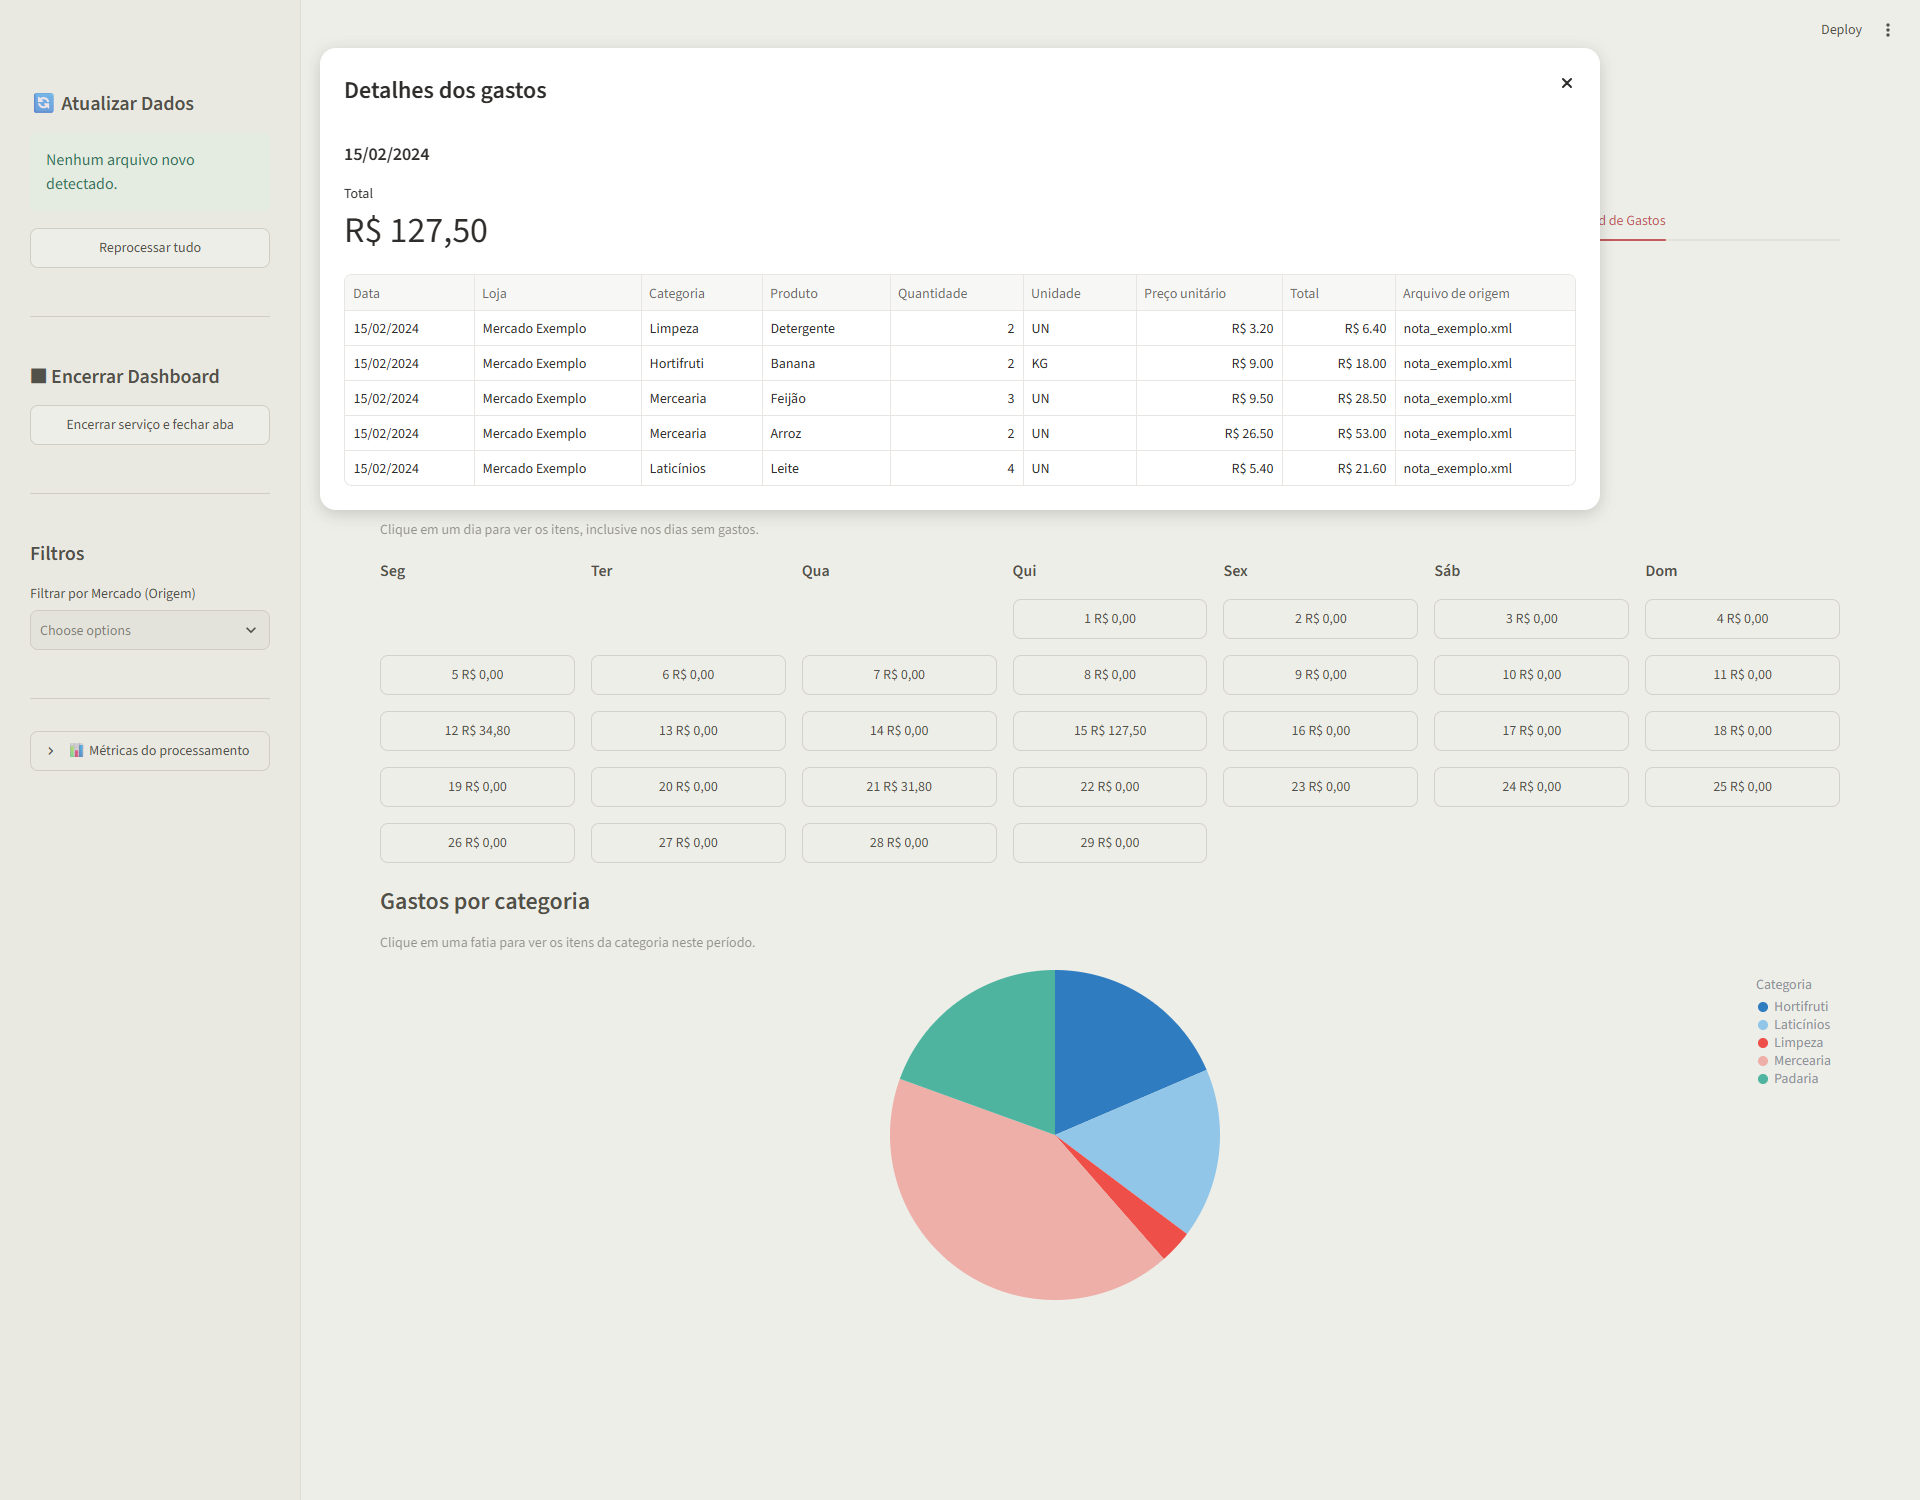 Deploy
🔄 Atualizar Dados
Nenhum arquivo novo
detectado.
Reprocessar tudo
Encerrar Dashboard
Encerrar serviço e fechar aba
Filtros
Filtrar por Mercado (Origem)
Choose options
Métricas do processamento
Detalhes dos gastos
15/02/2024
Total
R$ 127,50
Data Loja Categoria Produto Quantidade Unidade Preço unitário Total Arquivo de origem
15/02/2024 Mercado Exemplo Limpeza Detergente 2 UN R$ 3.20 R$ 6.40 nota_exemplo.xml
15/02/2024 Mercado Exemplo Hortifruti Banana 2 KG R$ 9.00 R$ 18.00 nota_exemplo.xml
15/02/2024 Mercado Exemplo Mercearia Feijão 3 UN R$ 9.50 R$ 28.50 nota_exemplo.xml
15/02/2024 Mercado Exemplo Mercearia Arroz 2 UN R$ 26.50 R$ 53.00 nota_exemplo.xml
15/02/2024 Mercado Exemplo Laticínios Leite 4 UN R$ 5.40 R$ 21.60 nota_exemplo.xml
d de Gastos
Clique em um dia para ver os itens, inclusive nos dias sem gastos.
Seg Ter Qua Qui Sex Sáb Dom
1 R$ 0,00 2 R$ 0,00 3 R$ 0,00 4 R$ 0,00
5 R$ 0,00 6 R$ 0,00 7 R$ 0,00 8 R$ 0,00 9 R$ 0,00 10 R$ 0,00 11 R$ 0,00
12 R$ 34,80 13 R$ 0,00 14 R$ 0,00 15 R$ 127,50 16 R$ 0,00 17 R$ 0,00 18 R$ 0,00
19 R$ 0,00 20 R$ 0,00 21 R$ 31,80 22 R$ 0,00 23 R$ 0,00 24 R$ 0,00 25 R$ 0,00
26 R$ 0,00 27 R$ 0,00 28 R$ 0,00 29 R$ 0,00
Gastos por categoria
Clique em uma fatia para ver os itens da categoria neste período.
Categoria
Hortifruti
Laticínios
Limpeza
Mercearia
Padaria